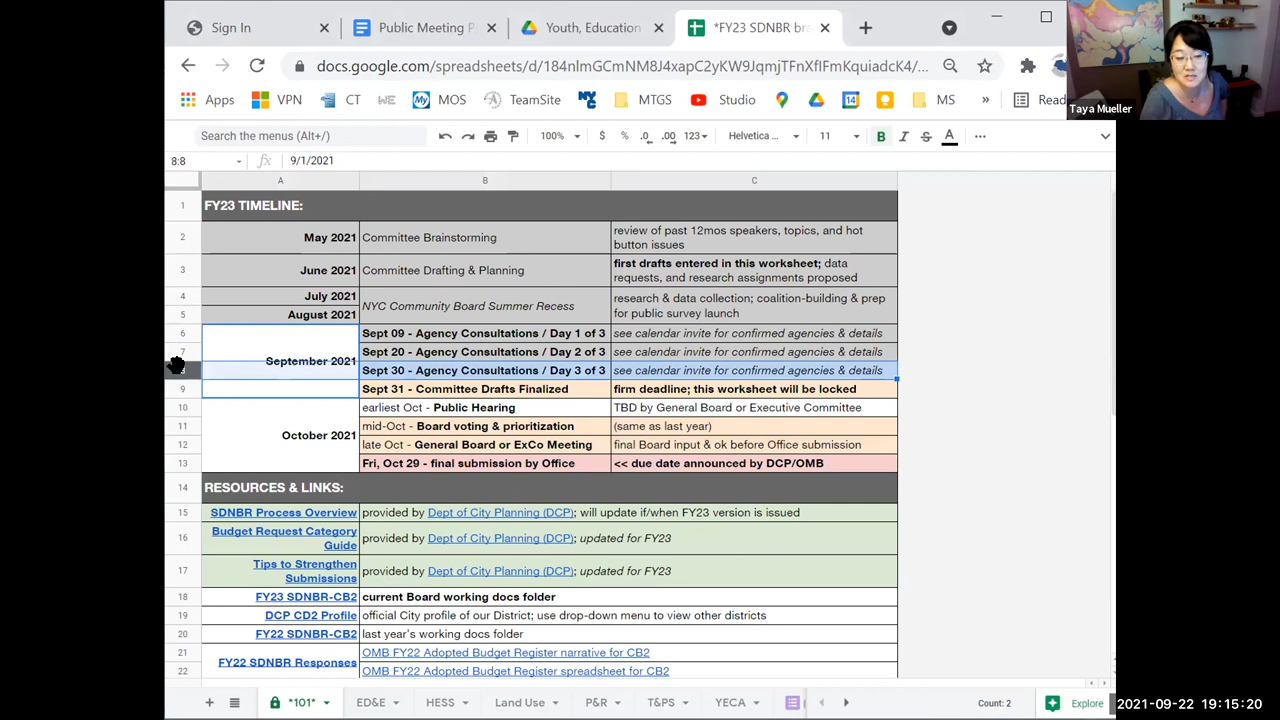 Sign In
Public Meeting P
Youth, Education
*FY23 SDNBR bra
docs.google.com/spreadsheets/d/184nlmGCmNM8J4xapC2yKW9JqmjTFnXfIFmKquiadcK4/...
Apps
VPN
CT
WE
MOS
TeamSite
MTGS
Studio
14
MS
»
Read
Taya Mueller
Search the menus (Alt+/)
100%
$
%
.0
.00
123
Helvetica ...
11
B
I
S
A
8:8
fx
9/1/2021
A
B
C
1
FY23 TIMELINE:
2
May 2021
Committee Brainstorming
review of past 12mos speakers, topics, and hot
button issues
3
June 2021
Committee Drafting & Planning
first drafts entered in this worksheet; data
requests, and research assignments proposed
4
July 2021
NYC Community Board Summer Recess
research & data collection; coalition-building & prep
for public survey launch
5
August 2021
6
September 2021
Sept 09 - Agency Consultations / Day 1 of 3
see calendar invite for confirmed agencies & details
7
Sept 20 - Agency Consultations / Day 2 of 3
see calendar invite for confirmed agencies & details
Sept 30 - Agency Consultations / Day 3 of 3
see calendar invite for confirmed agencies & details
9
Sept 31 - Committee Drafts Finalized
firm deadline; this worksheet will be locked
10
October 2021
earliest Oct - Public Hearing
TBD by General Board or Executive Committee
11
mid-Oct - Board voting & prioritization
(same as last year)
12
late Oct - General Board or ExCo Meeting
final Board input & ok before Office submission
13
Fri, Oct 29 - final submission by Office
<< due date announced by DCP/OMB
14
RESOURCES & LINKS:
15
SDNBR Process Overview
provided by Dept of City Planning (DCP); will update if/when FY23 version is issued
16
Budget Request Category
Guide
provided by Dept of City Planning (DCP); updated for FY23
17
Tips to Strengthen
Submissions
provided by Dept of City Planning (DCP); updated for FY23
18
FY23 SDNBR-CB2
current Board working docs folder
19
DCP CD2 Profile
official City profile of our District; use drop-down menu to view other districts
20
FY22 SDNBR-CB2
last year's working docs folder
21
FY22 SDNBR Responses
OMB FY22 Adopted Budget Register narrative for CB2
22
OMB FY22 Adopted Budget Register spreadsheet for CB2
*101*
ED&E
HESS
Land Use
P&R
T&PS
YECA
Count: 2
Explore
2021-09-22 19:15:20